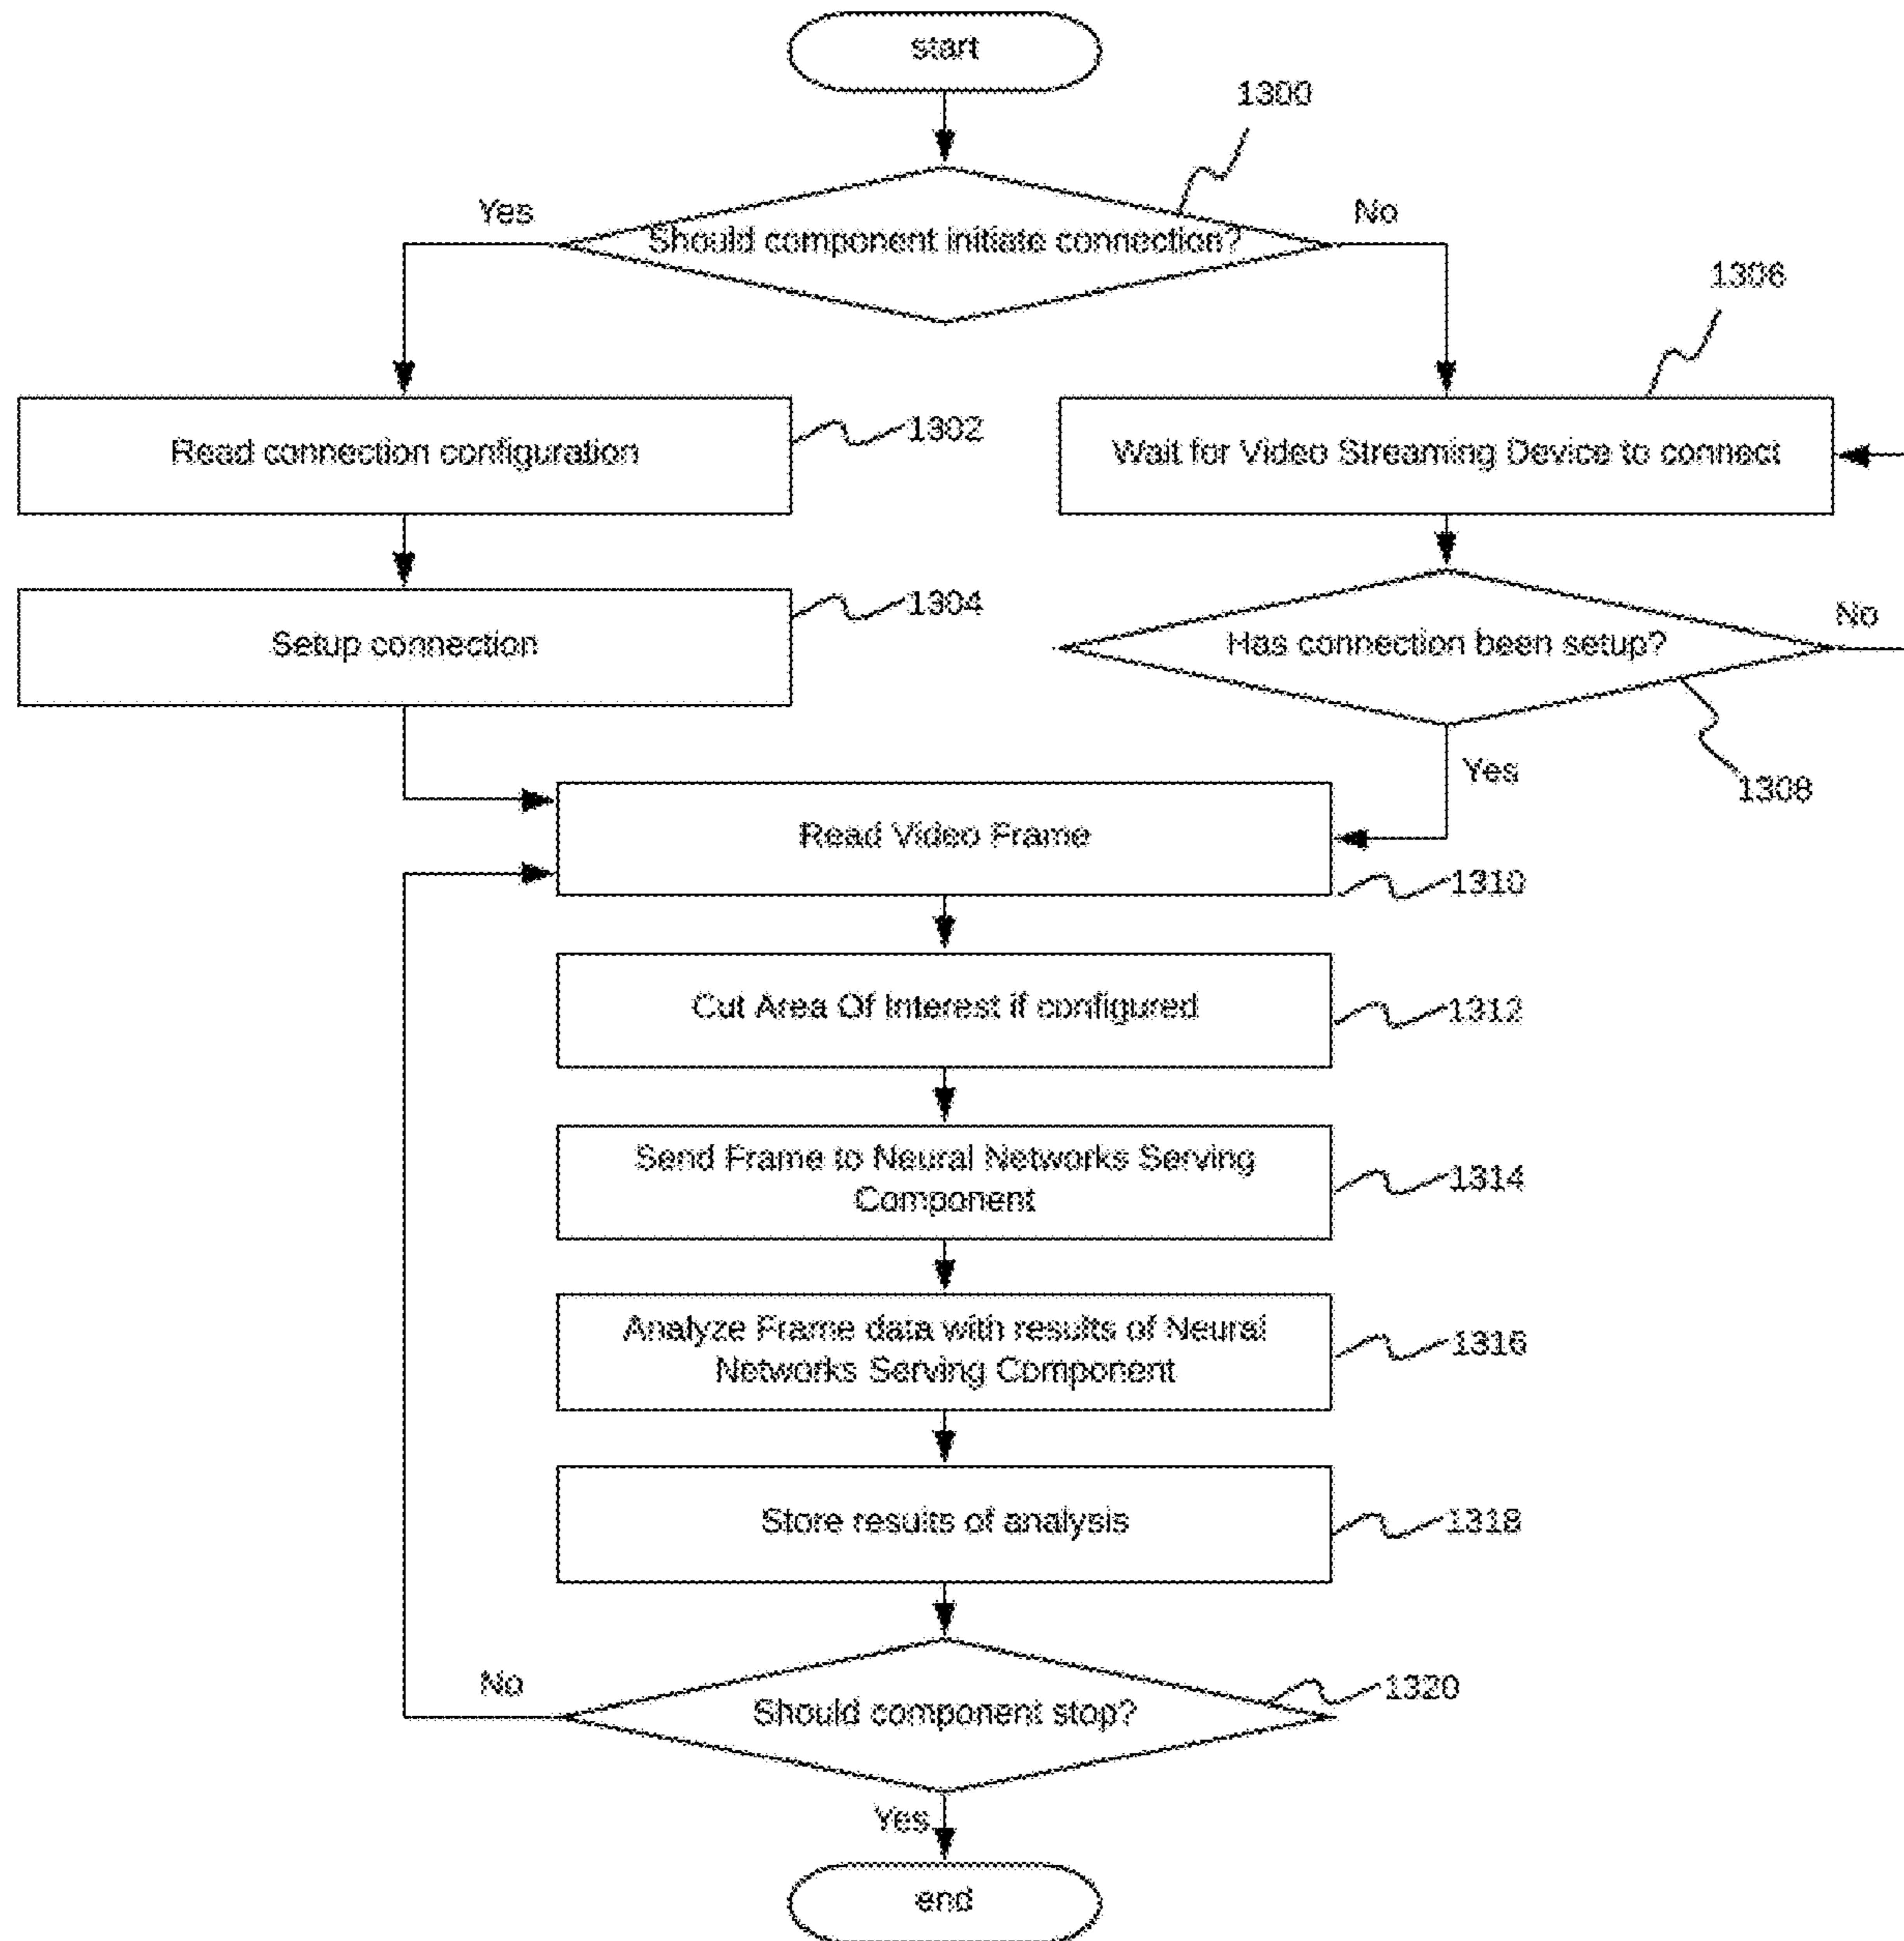 start
1300
Yes
Should component initiate connection?
No
1306
Read connection configuration
1302
Wait for Video Streaming Device to connect
Setup connection
1304
Has connection been setup?
No
Yes
1308
Read Video Frame
1310
Cut Area Of Interest if configured
1312
Send Frame to Neural Networks Serving
Component
1314
Analyze Frame data with results of Neural
Networks Serving Component
1316
Store results of analysis
1318
No
Should component stop?
1320
Yes
end